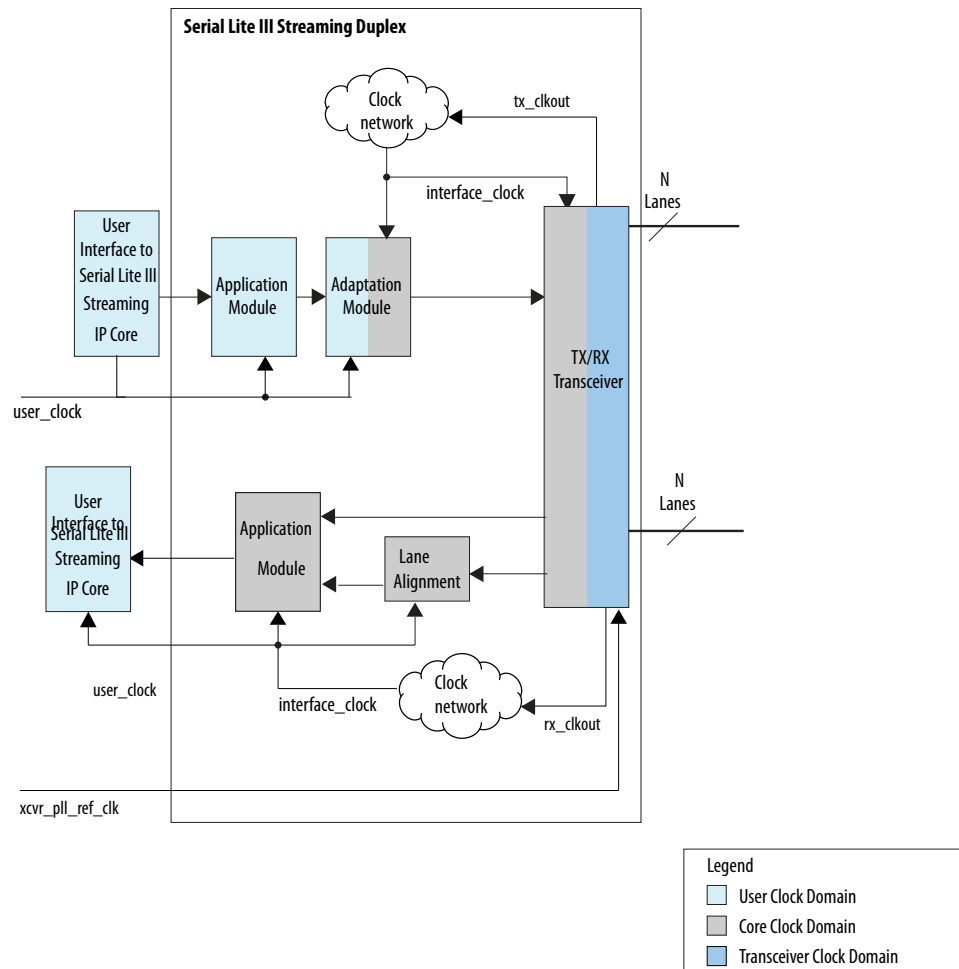 Serial Lite III Streaming Duplex
Clock
network
tx_clkout
interface_clock
N
Lanes
User
Interface to
Serial Lite III
Streaming
IP Core
Application
Module
Adaptation
Module
TX/RX
Transceiver
user_clock
N
Lanes
User
Interface to
Serial Lite III
Streaming
IP Core
Application
Module
Lane
Alignment
user_clock
interface_clock
Clock
network
rx_clkout
xcvr_pll_ref_clk
Legend
User Clock Domain
Core Clock Domain
Transceiver Clock Domain